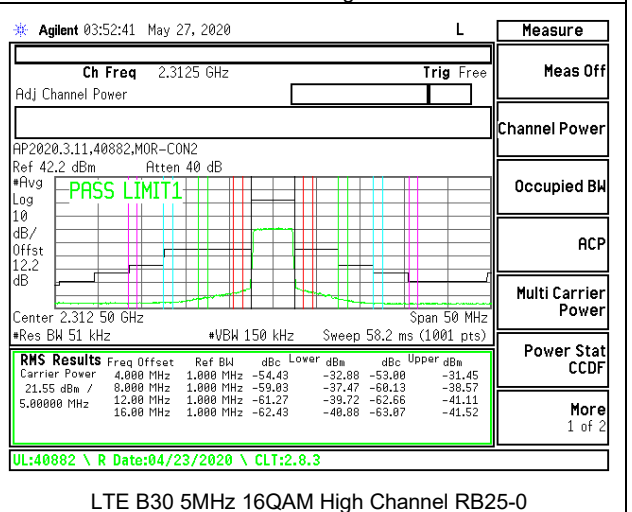 Agilent 03:52:41 May 27, 2020 L Measure
Ch Freq 2.3125 GHz Trig Free
Meas Off
Adj Channel Power
Channel Power
AP2020.3.11,40882,MOR-CON2
Ref 42.2 dBm Atten 40 dB
#Avg
PASS LIMIT1
Occupied BW
Log
10
dB/
Offst
ACP
12.2
dB
Multi Carrier
Power
Center 2.312 50 GHz Span 50 MHz
#Res BW 51 kHz #VBW 150 kHz Sweep 58.2 ms (1001 pts)
Power Stat
CCDF
RMS Results Freq Offset Ref BW dBc Lower dBm dBc Upper dBm
Carrier Power 4.000 MHz 1.000 MHz -54.43 -32.88 -53.00 -31.45
21.55 dBm / 8.000 MHz 1.000 MHz -59.03 -37.47 -60.13 -38.57
5.00000 MHz 12.00 MHz 1.000 MHz -61.27 -39.72 -62.66 -41.11
16.00 MHz 1.000 MHz -62.43 -40.88 -63.07 -41.52
More
1 of 2
UL:40882 \ R Date:04/23/2020 \ CLT:2.8.3
LTE B30 5MHz 16QAM High Channel RB25-0